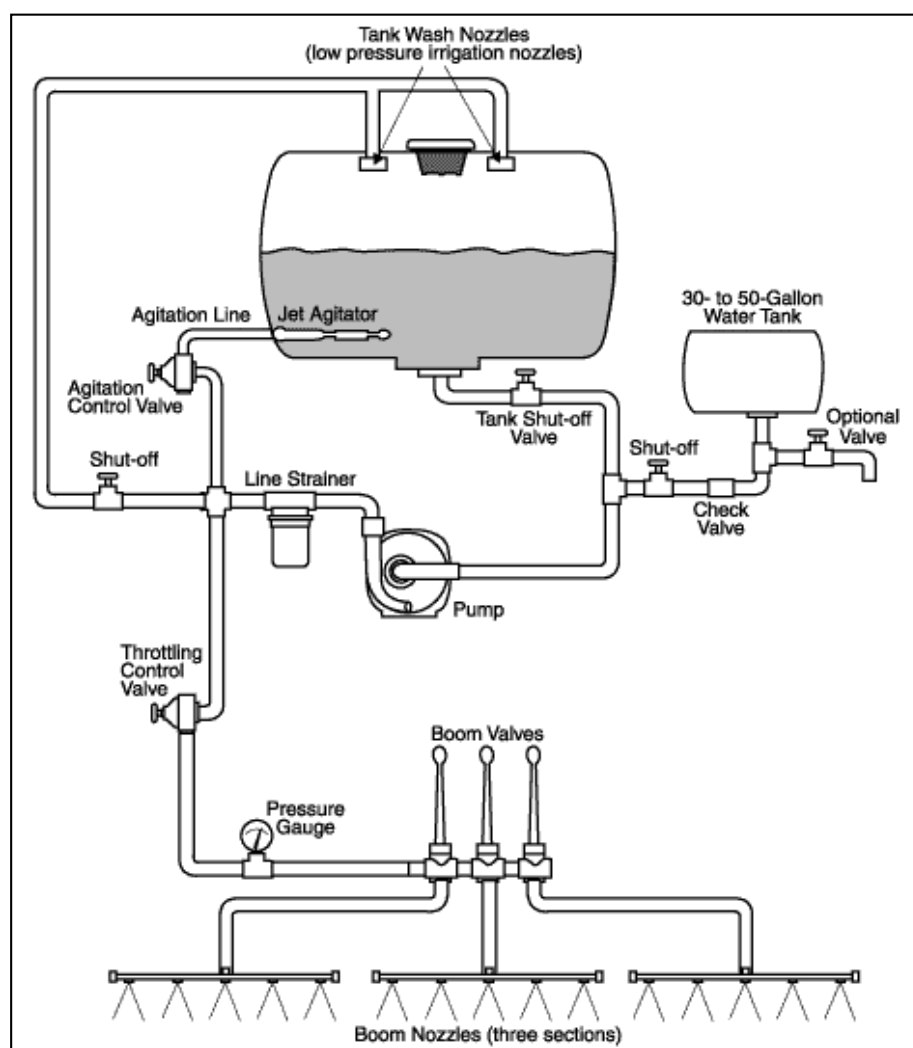 Tank Wash Nozzles
(low pressure irrigation nozzles)
30- to 50-Gallon
Water Tank
Agitation Line
Jet Agitator
Agitation
Control Valve
Tank Shut-off
Valve
Optional
Valve
Shut-off
Shut-off
Line Strainer
Check
Valve
Pump
Throttling
Control
Valve
Boom Valves
Pressure
Gauge
Boom Nozzles (three sections)